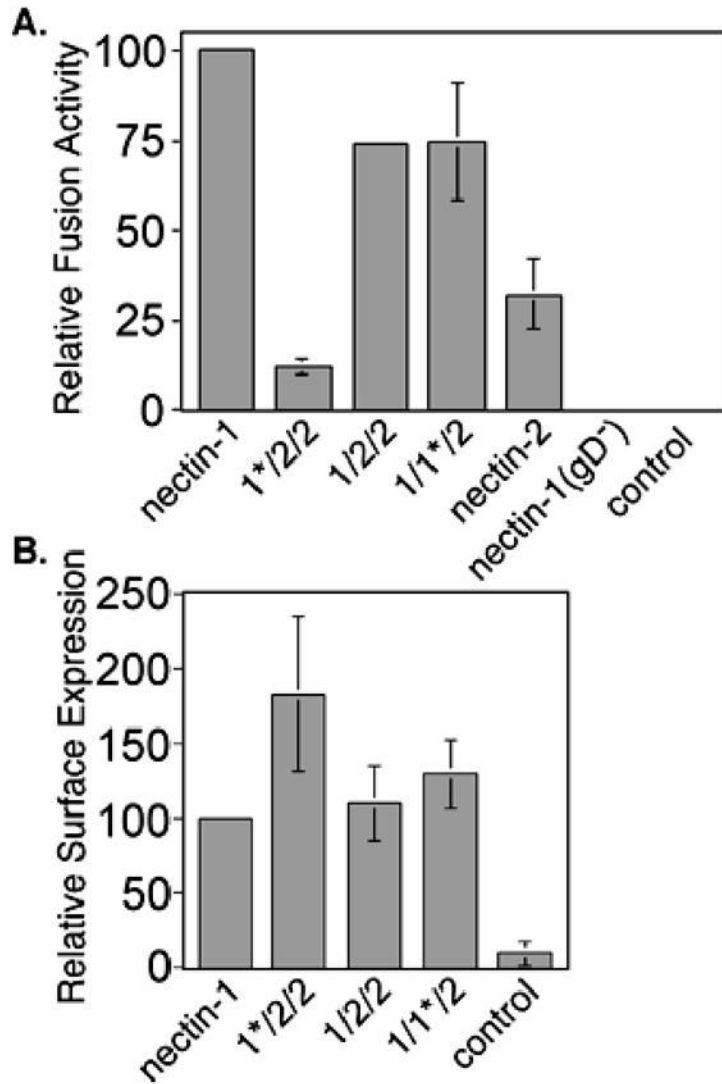 A.
Relative Fusion Activity
100
75
50
25
0
nectin-1
1*/2/2
1/2/2
1/1*/2
nectin-2
nectin-1(gD⁻)
control
B.
Relative Surface Expression
250
200
150
100
50
0
nectin-1
1*/2/2
1/2/2
1/1*/2
control